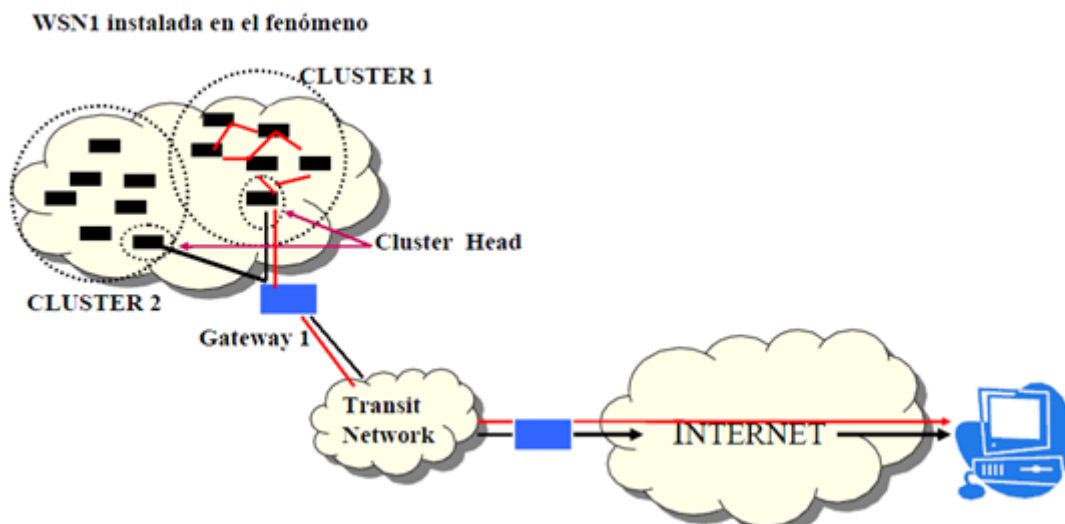 WSN1 instalada en el fenómeno
CLUSTER 1
Cluster Head
CLUSTER 2
Gateway 1
Transit
Network
INTERNET